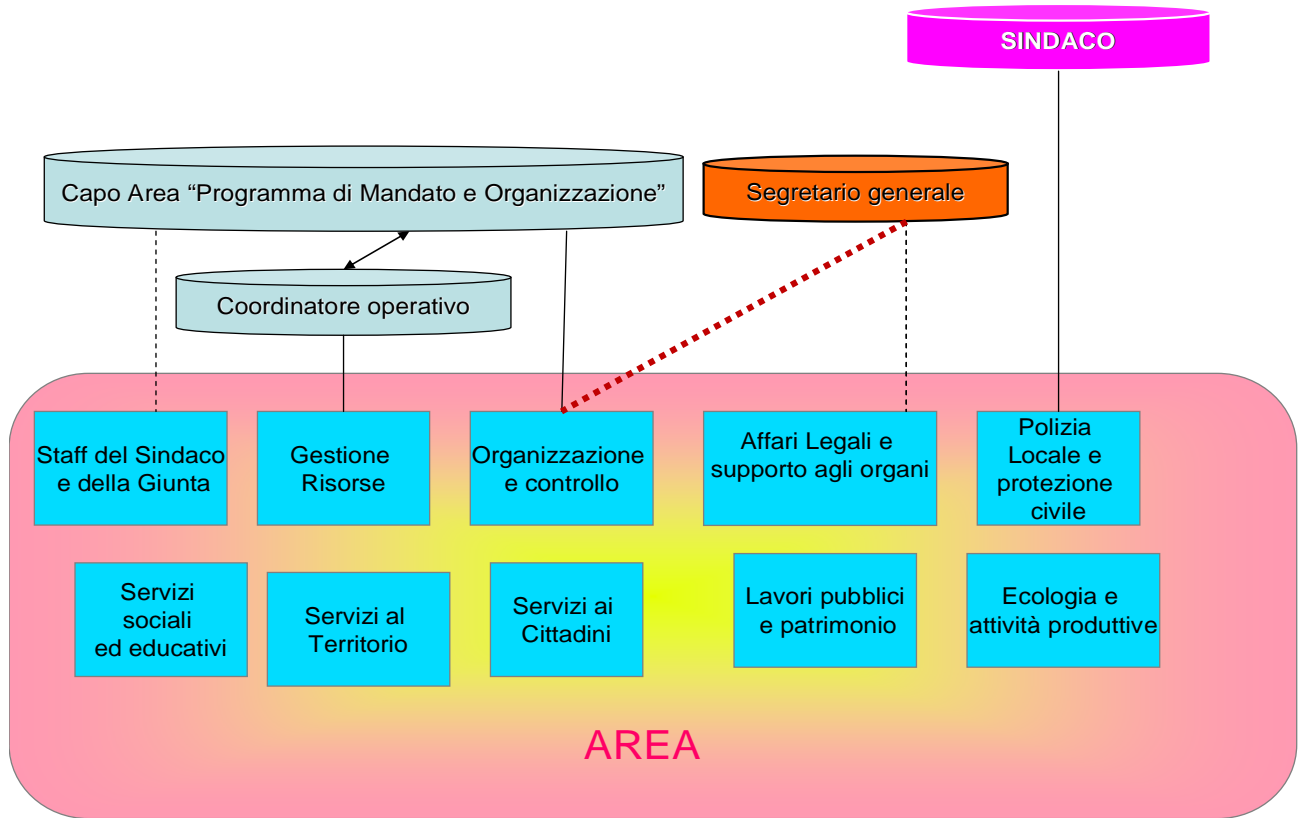 SINDACO
Capo Area “Programma di Mandato e Organizzazione”
Segretario generale
Coordinatore operativo
Staff del Sindaco
e della Giunta
Gestione
Risorse
Organizzazione
e controllo
Affari Legali e
supporto agli organi
Polizia
Locale e
protezione
civile
Servizi
sociali
ed educativi
Servizi al
Territorio
Servizi ai
Cittadini
Lavori pubblici
e patrimonio
Ecologia e
attività produttive
AREA